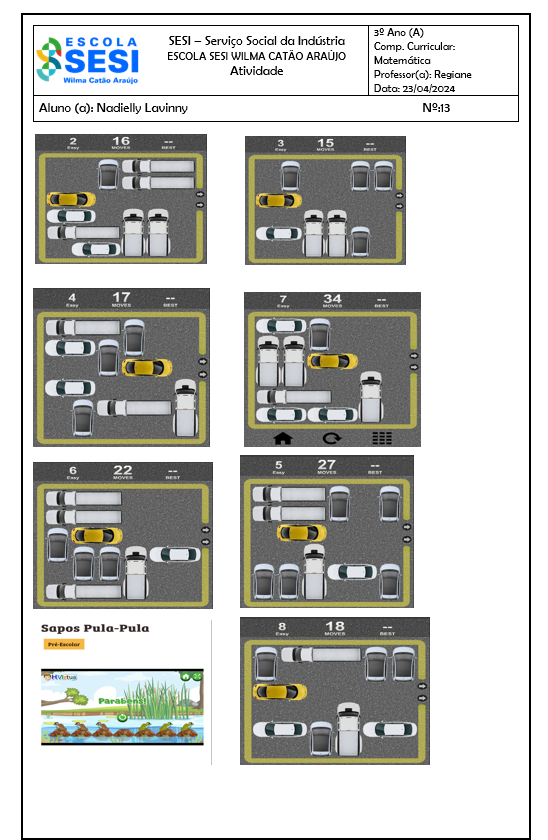 ESCOLA
SESI
Wilma Catão Araújo
SESI – Serviço Social da Indústria
ESCOLA SESI WILMA CATÃO ARAÚJO
Atividade
3º Ano (A)
Comp. Curricular:
Matemática
Professor(a): Regiane
Data: 23/04/2024
Aluno (a): Nadielly Lavinny
Nº:13
2 16 --
Easy MOVES BEST
3 15 --
Easy MOVES BEST
4 17 --
Easy MOVES BEST
7 34 --
Easy MOVES BEST
6 22 --
Easy MOVES BEST
5 27 --
Easy MOVES BEST
Sapos Pula-Pula
Pré-Escolar
Parabéns!
8 18 --
Easy MOVES BEST